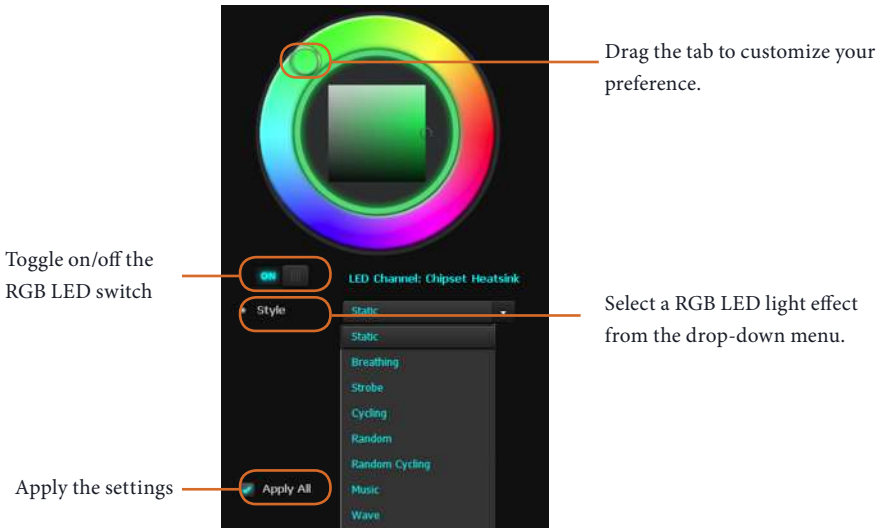 Drag the tab to customize your
preference.
Toggle on/off the
RGB LED switch
ON
LED Channel: Chipset Heatsink
Style
Static
Select a RGB LED light effect
from the drop-down menu.
Static
Breathing
Strobe
Cycling
Random
Random Cycling
Apply the settings
Apply All
Music
Wave